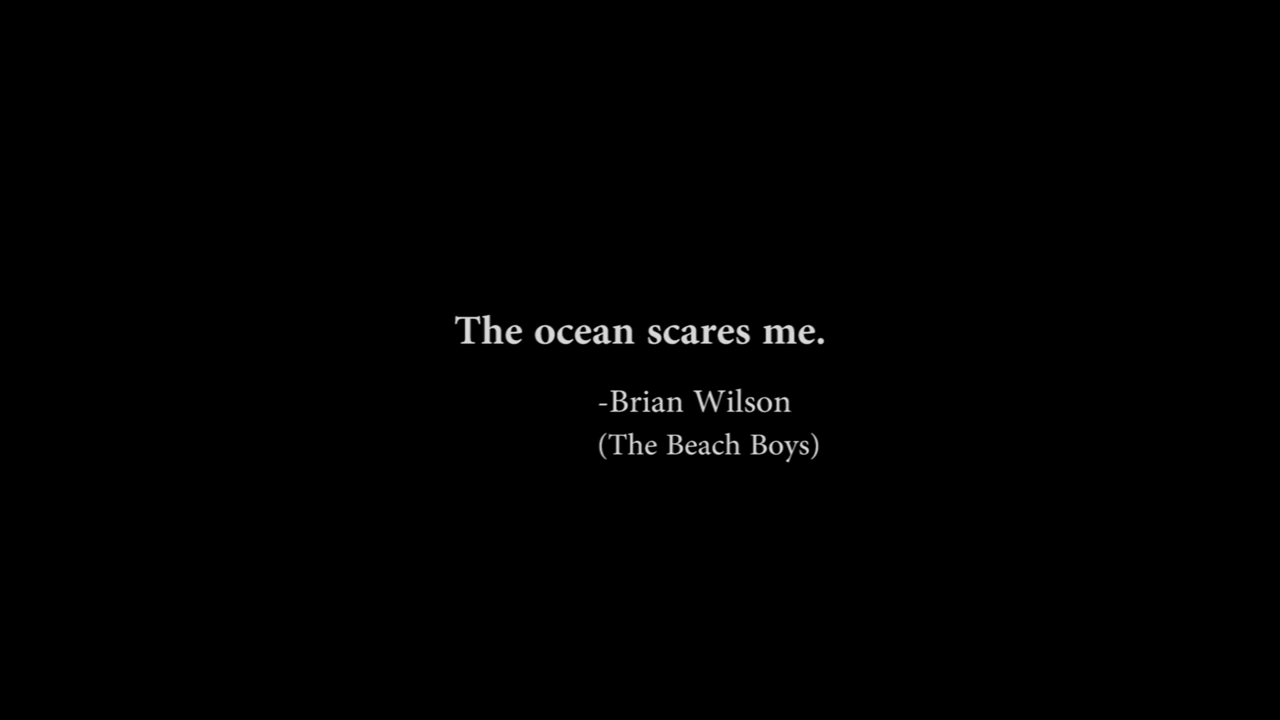 The ocean scares me.
-Brian Wilson
(The Beach Boys)